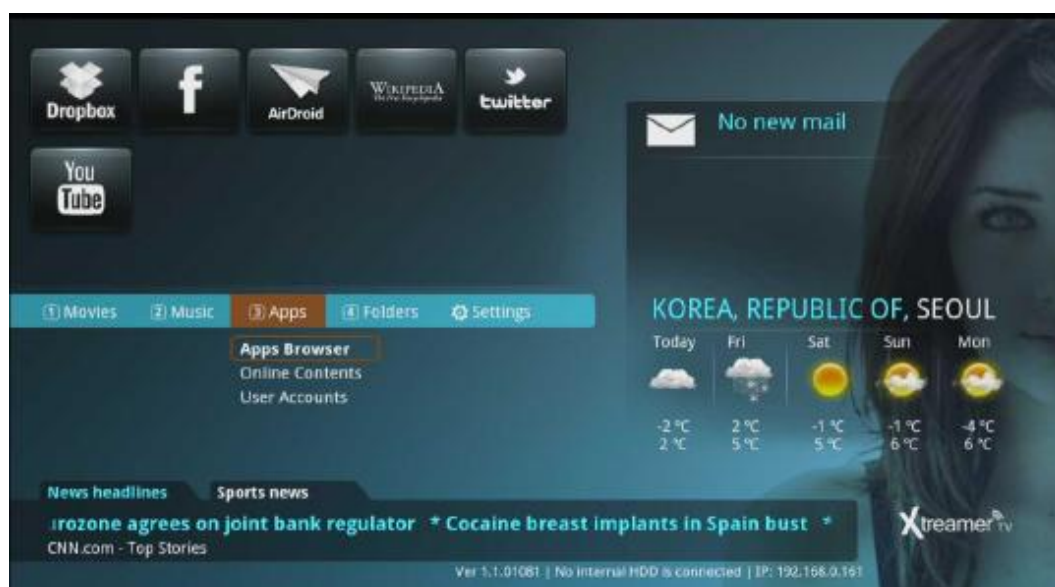 Dropbox
f
AirDroid
WIKIPEDIA
twitter
You
Tube
No new mail
1 Movies
2 Music
3 Apps
4 Folders
Settings
Apps Browser
Online Contents
User Accounts
KOREA, REPUBLIC OF, SEOUL
Today Fri Sat Sun Mon
-2 °C 2 °C -1 °C -1 °C -4 °C
2 °C 5 °C 5 °C 6 °C 6 °C
News headlines Sports news
rozone agrees on joint bank regulator * Cocaine breast implants in Spain bust *
CNN.com - Top Stories
Xtreamer TV
Ver 1.1.01081 | No internal HDD is connected | IP: 192.168.0.161